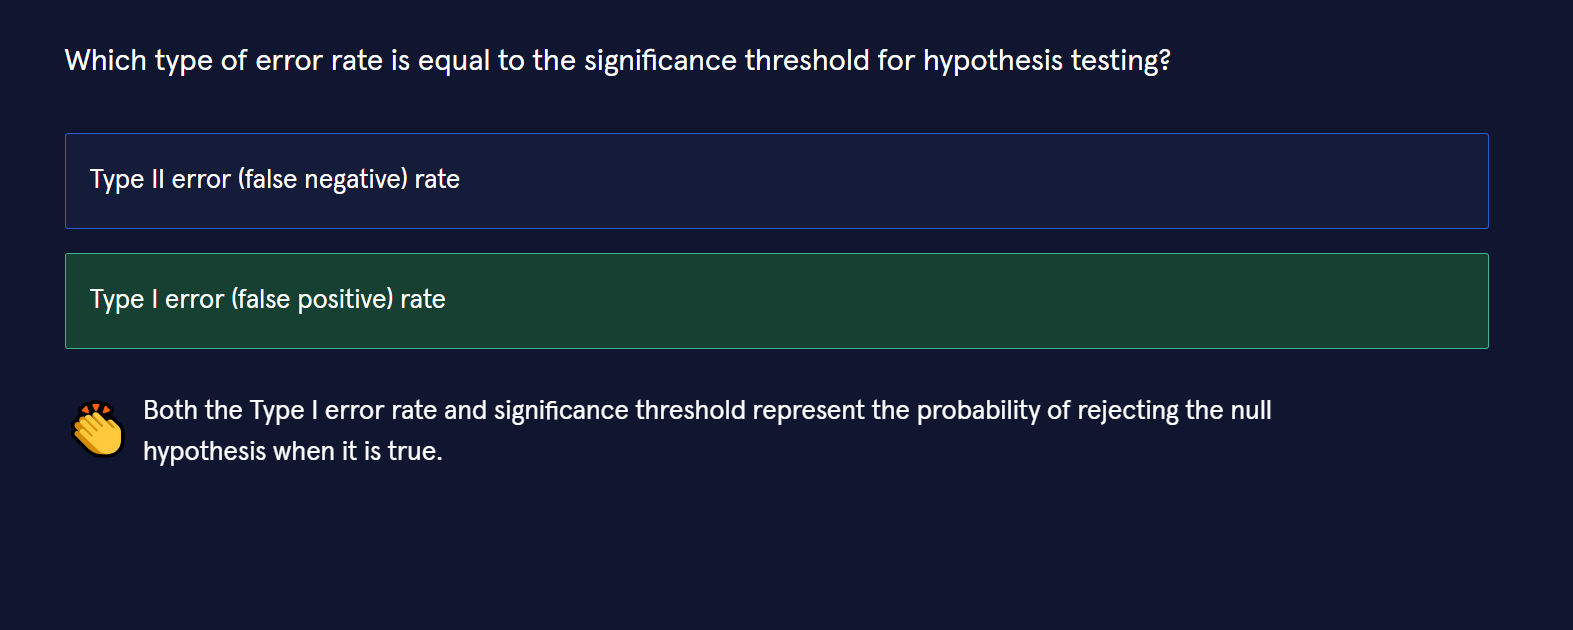 Which type of error rate is equal to the significance threshold for hypothesis testing?
Type II error (false negative) rate
Type I error (false positive) rate
Both the Type I error rate and significance threshold represent the probability of rejecting the null
hypothesis when it is true.